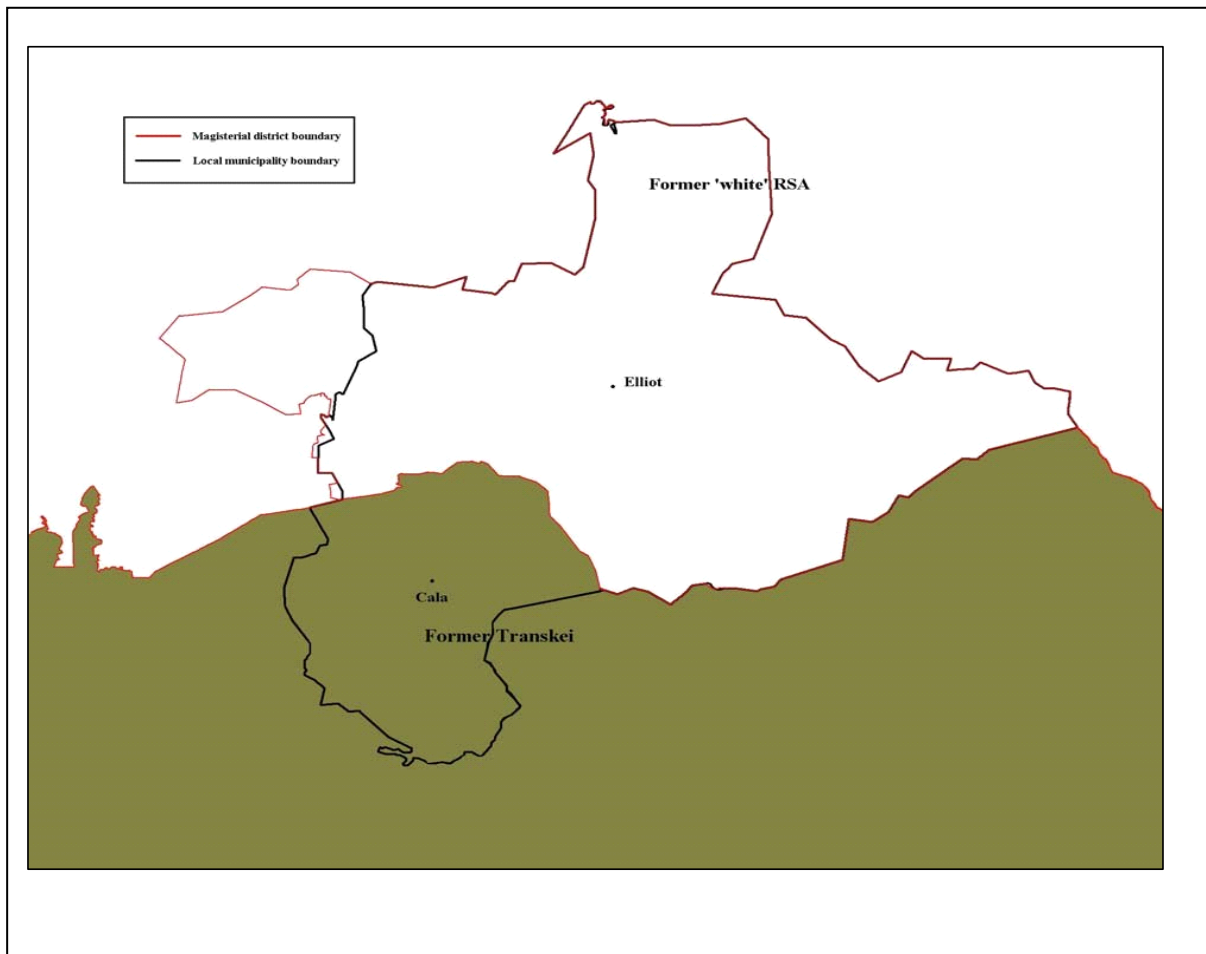 Magisterial district boundary
Local municipality boundary
Former 'white' RSA
Elliot
Cala
Former Transkei